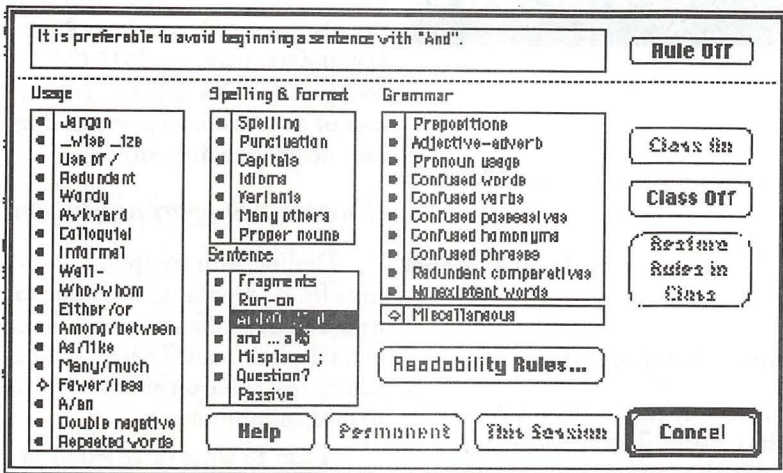 It is preferable to avoid beginning a sentence with "And".
Rule Off
Usage
Jargon
_wise _ize
Use of /
Redundant
Wordy
Awkward
Colloquial
Informal
Well-
Who/whom
Either/or
Among/between
As/like
Many/much
Fewer/less
A/an
Double negative
Repeated words
Spelling & Format
Spelling
Punctuation
Capitals
Idioms
Variants
Many others
Proper nouns
Sentence
Fragments
Run-on
and ...
Misplaced ;
Question?
Passive
Grammar
Prepositions
Adjective-adverb
Pronoun usage
Confused words
Confused verbs
Confused possessives
Confused homonyms
Confused phrases
Redundant comparatives
Nonexistent words
Miscellaneous
Class On
Class Off
Restore
Rules in
Class
Readability Rules...
Help
Permanent
This Session
Cancel